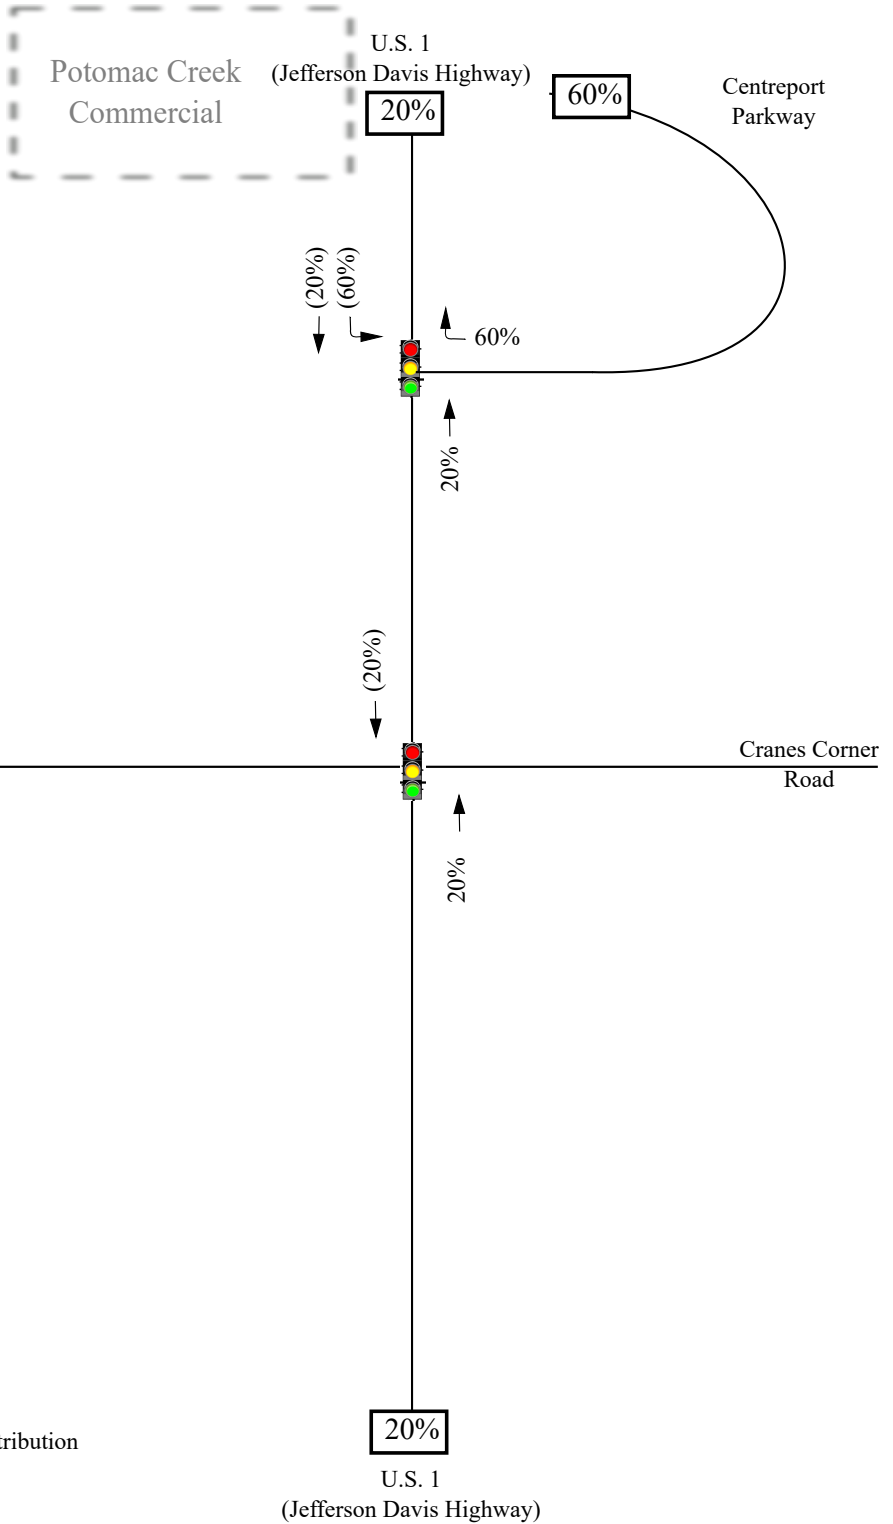 Potomac Creek
Commercial
U.S. 1
(Jefferson Davis Highway)
20%
60%
Centreport
Parkway
(20%)
(60%)
60%
20%
(20%)
Cranes Corner
Road
20%
20%
tribution
U.S. 1
(Jefferson Davis Highway)